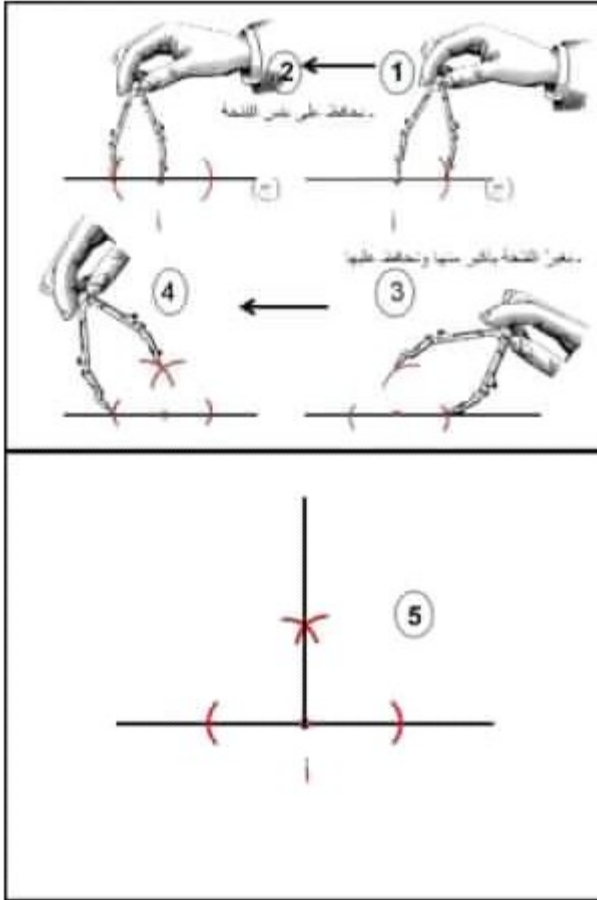 2 1
ـ نحافظ على نفس الفتحة
(ج) (ج)
أ أ
ـ نغير الفتحة بأكبر منها ونحافظ عليها
4 3
5
أ